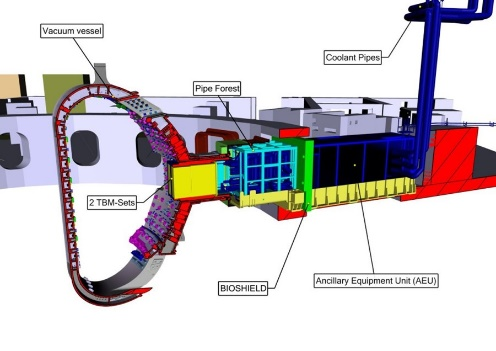 Vacuum vessel
Coolant Pipes
Pipe Forest
2 TBM-Sets
BIOSHIELD
Ancillary Equipment Unit (AEU)